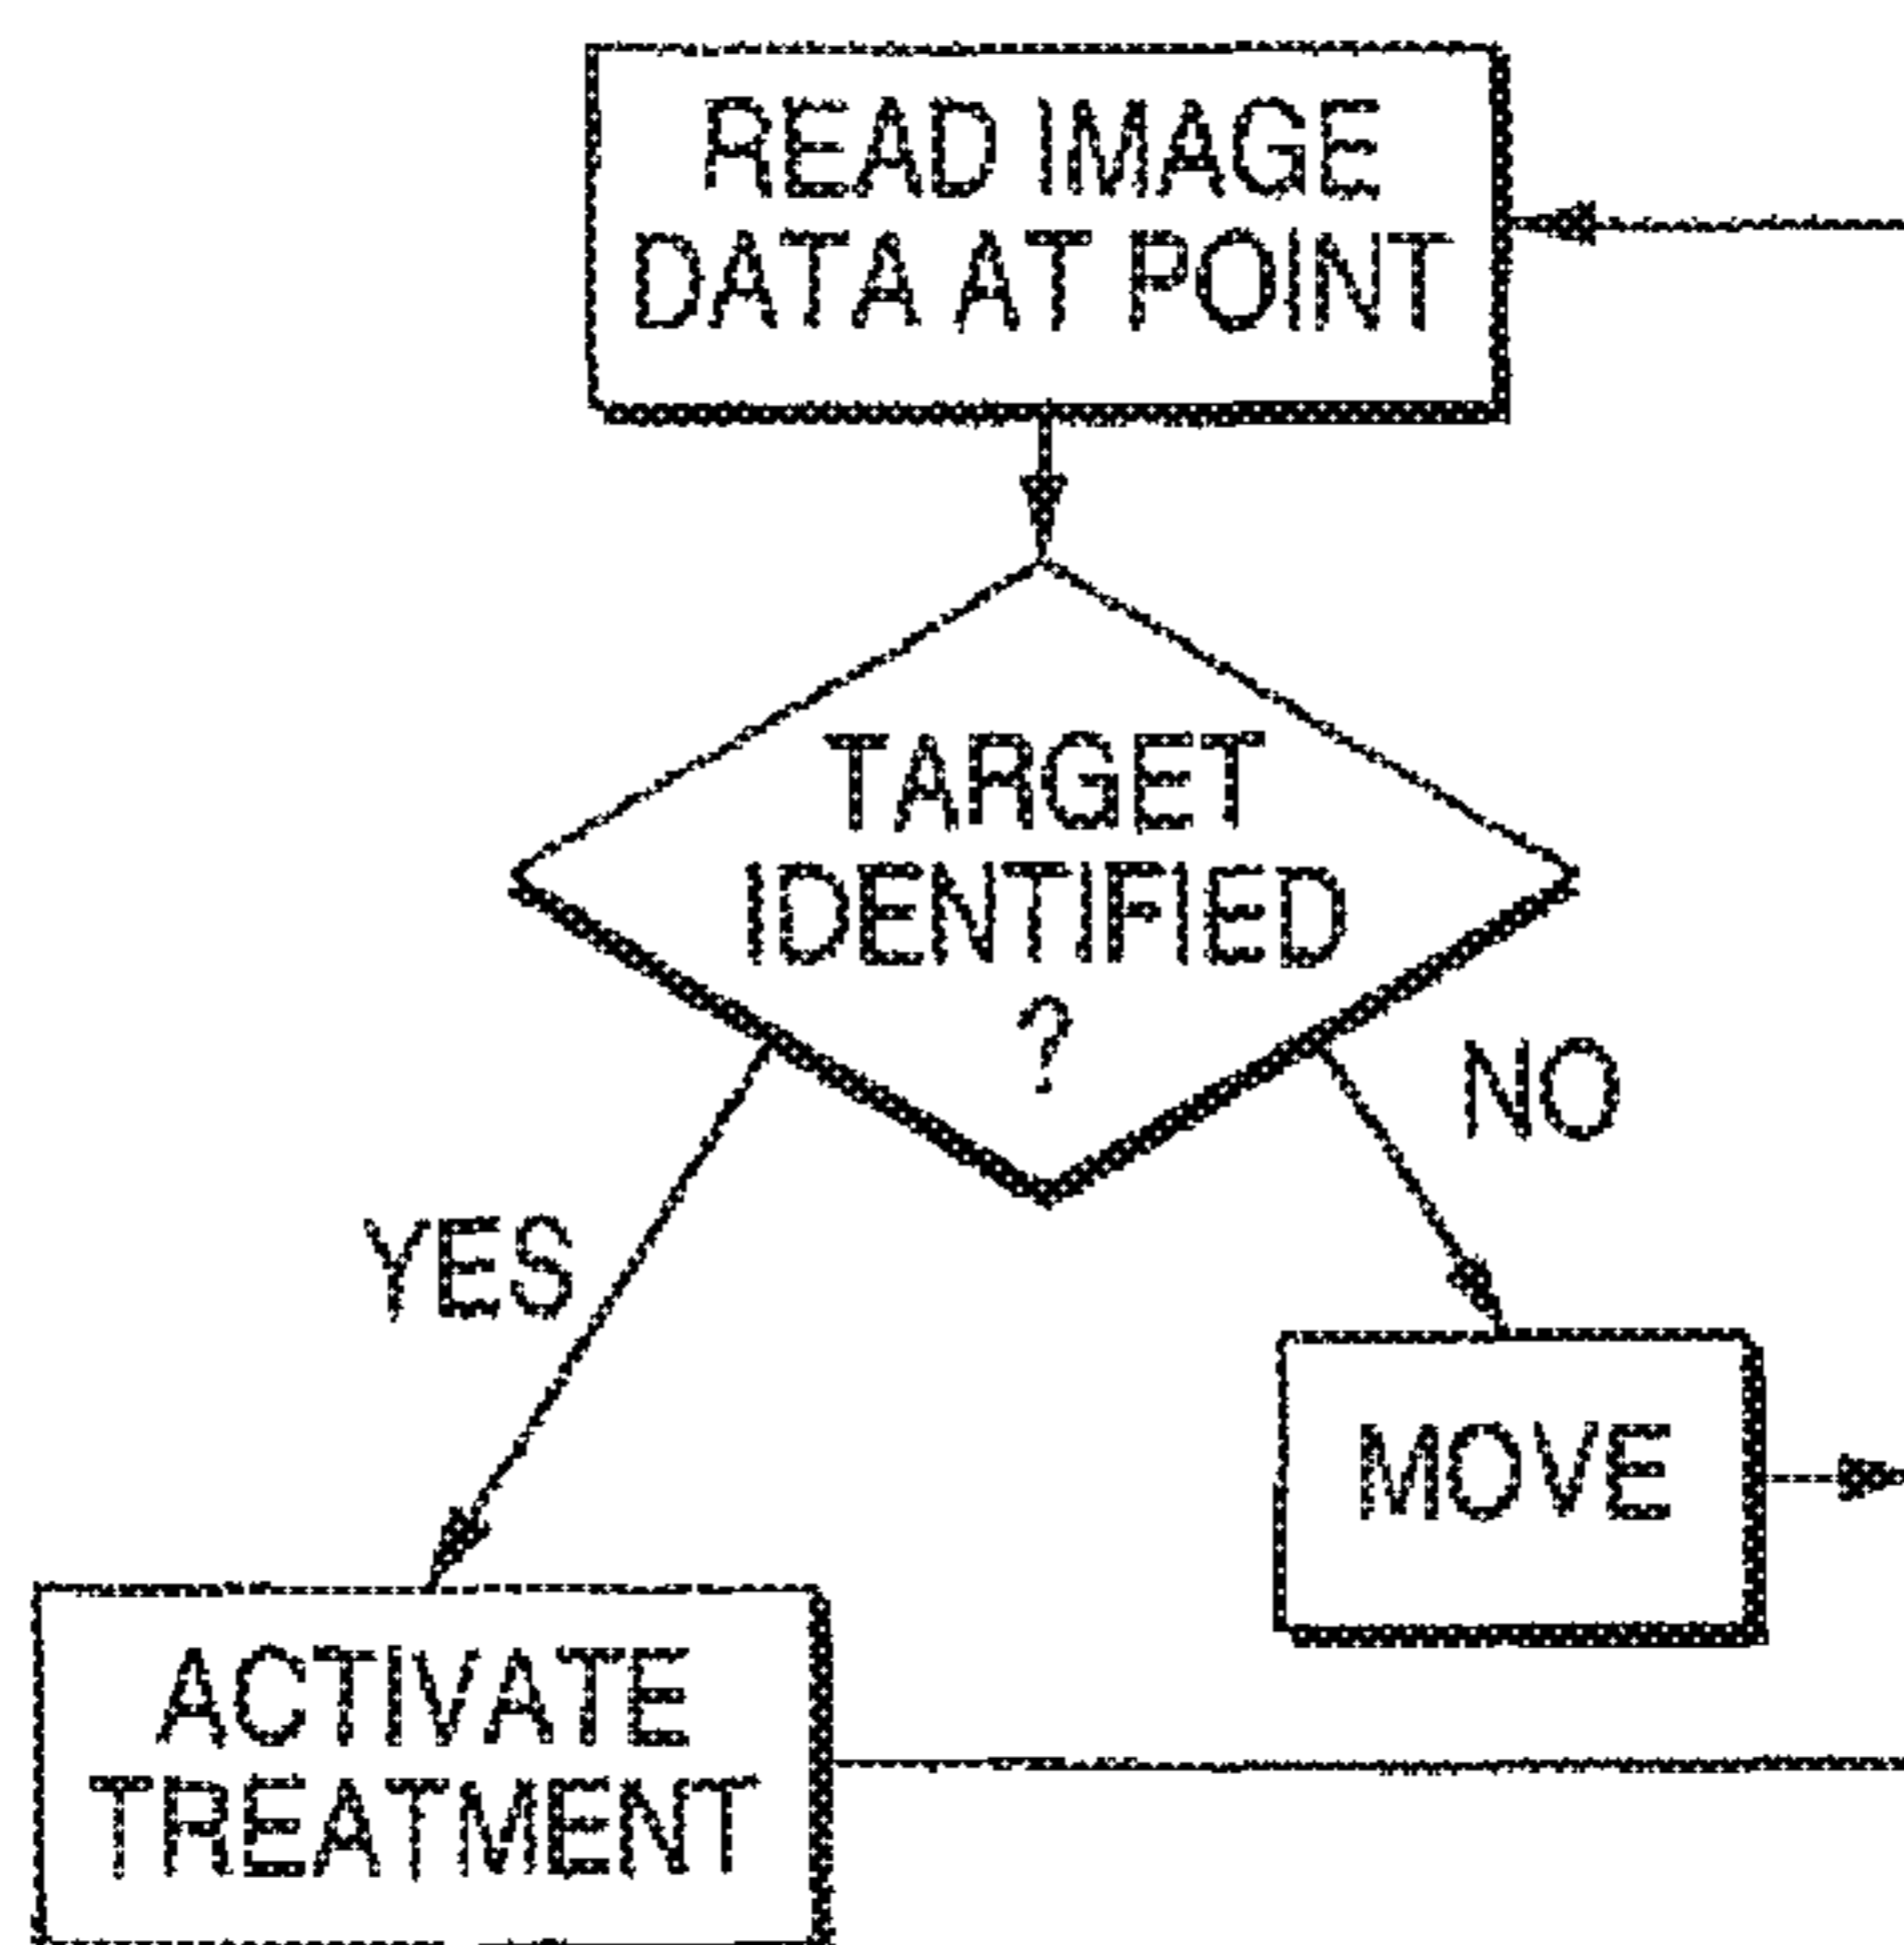 READ IMAGE
DATA AT POINT
TARGET
IDENTIFIED
?
NO
YES
MOVE
ACTIVATE
TREATMENT